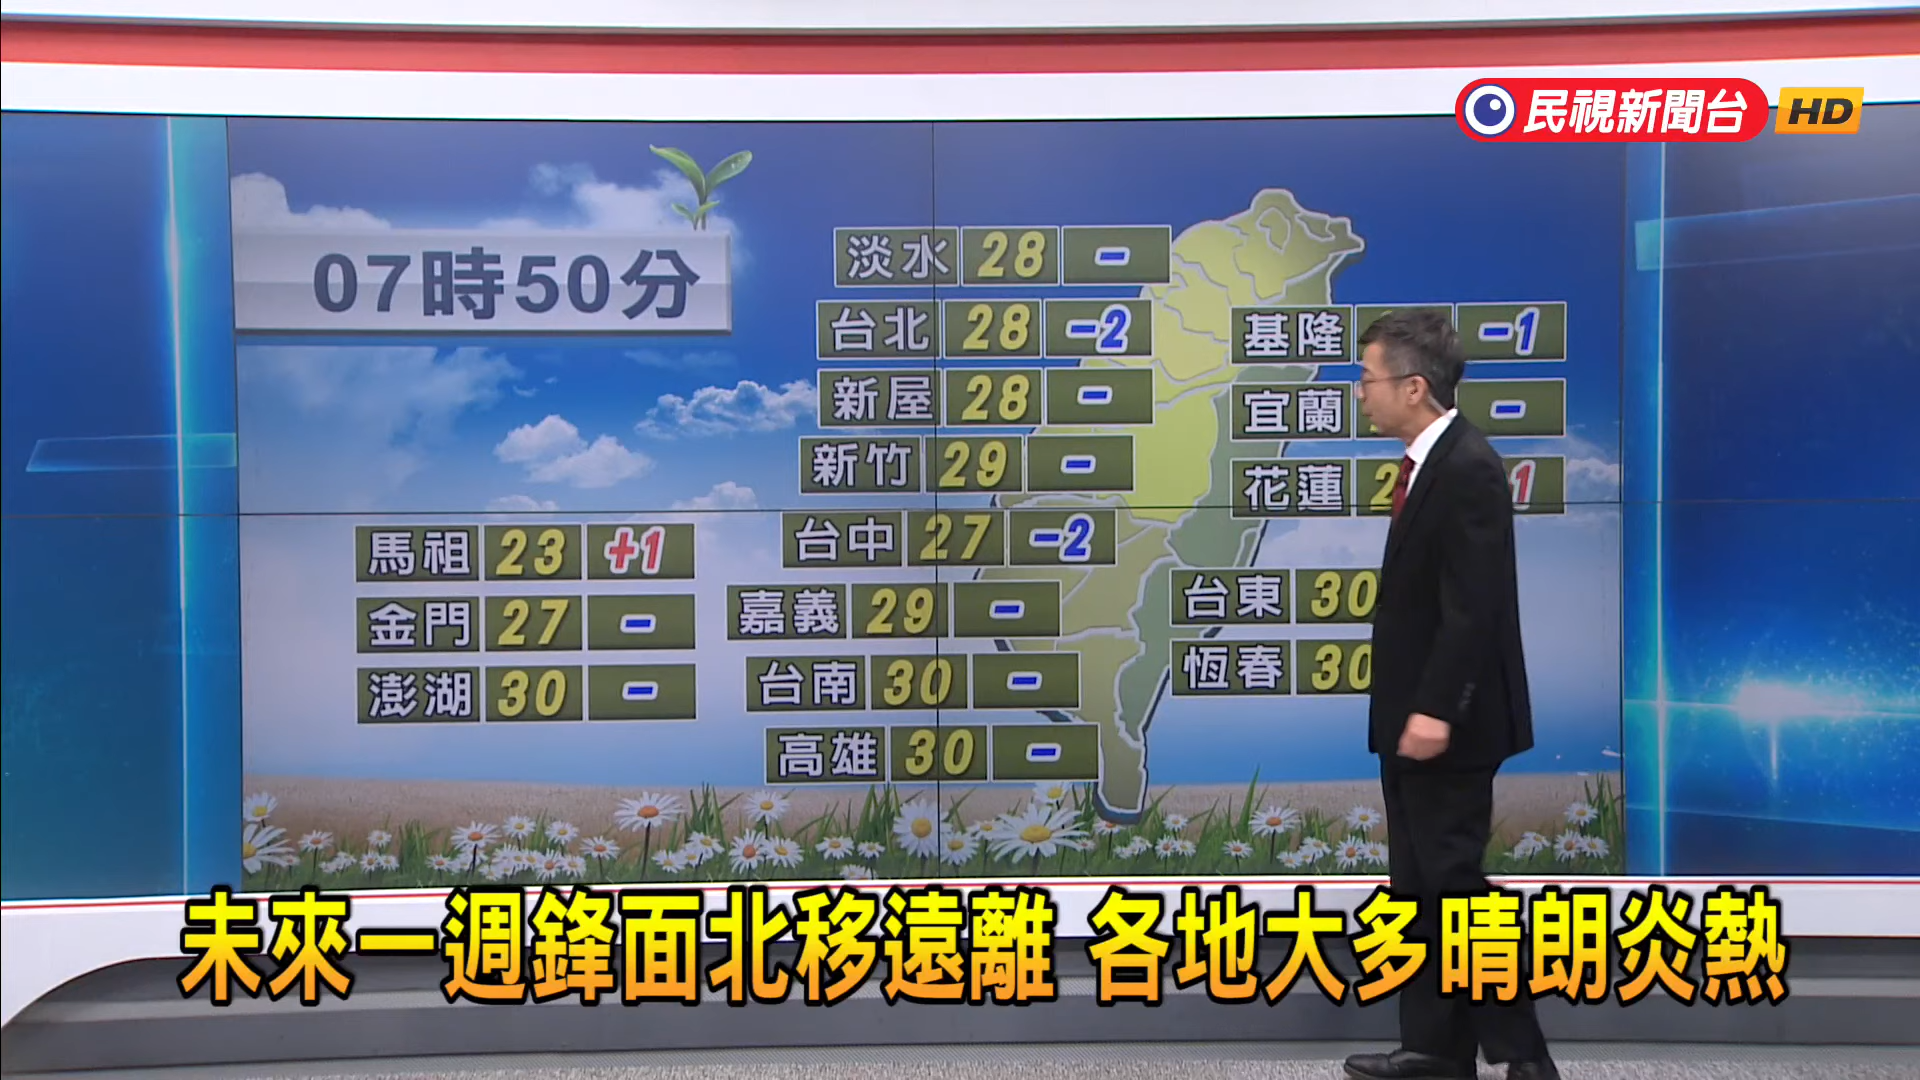 民視新聞台 HD
07時50分
淡水 28 -
台北 28 -2
新屋 28 -
新竹 29 -
台中 27 -2
嘉義 29 -
台南 30 -
高雄 30 -
基隆 -1
宜蘭 -
花蓮
台東 30
恆春 30
馬祖 23 +1
金門 27 -
澎湖 30 -
未來一週鋒面北移遠離 各地大多晴朗炎熱